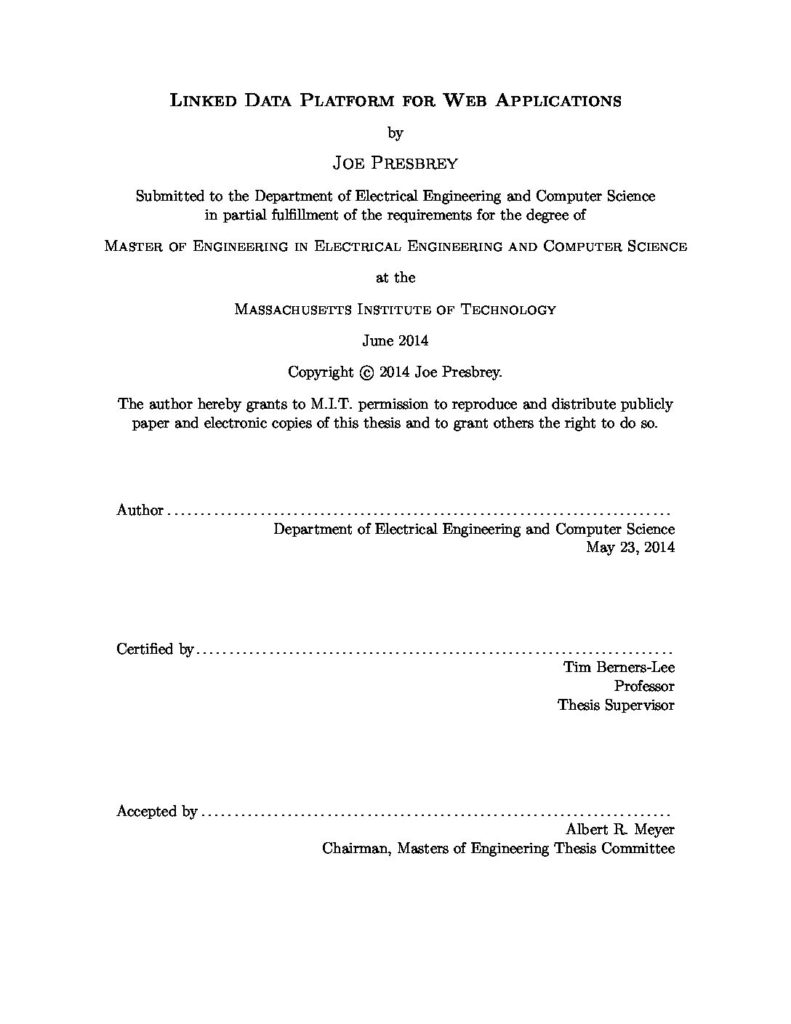 Linked Data Platform for Web Applications
by
Joe Presbrey
Submitted to the Department of Electrical Engineering and Computer Science
in partial fulfillment of the requirements for the degree of
Master of Engineering in Electrical Engineering and Computer Science
at the
Massachusetts Institute of Technology
June 2014
Copyright © 2014 Joe Presbrey.
The author hereby grants to M.I.T. permission to reproduce and distribute publicly
paper and electronic copies of this thesis and to grant others the right to do so.
Author ............................................................................
Department of Electrical Engineering and Computer Science
May 23, 2014
Certified by ........................................................................
Tim Berners-Lee
Professor
Thesis Supervisor
Accepted by .......................................................................
Albert R. Meyer
Chairman, Masters of Engineering Thesis Committee